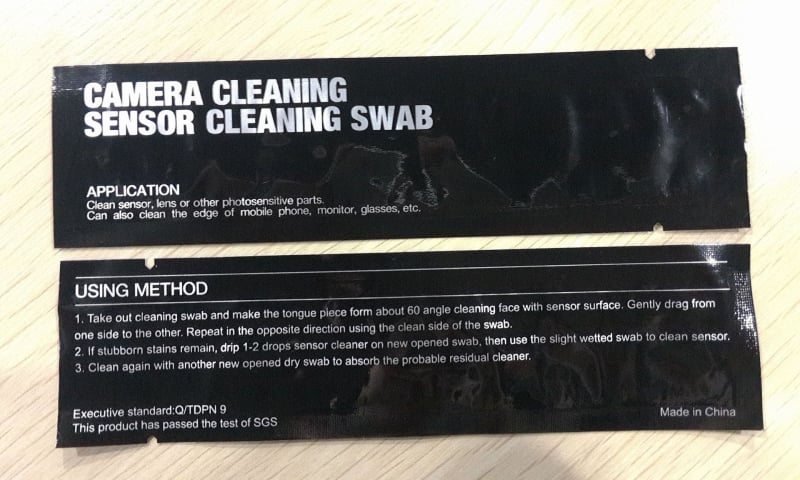 CAMERA CLEANING
SENSOR CLEANING SWAB
APPLICATION
Clean sensor, lens or other photosensitive parts.
Can also clean the edge of mobile phone, monitor, glasses, etc.
USING METHOD
1. Take out cleaning swab and make the tongue piece form about 60 angle cleaning face with sensor surface. Gently drag from
one side to the other. Repeat in the opposite direction using the clean side of the swab.
2. If stubborn stains remain, drip 1-2 drops sensor cleaner on new opened swab, then use the slight wetted swab to clean sensor.
3. Clean again with another new opened dry swab to absorb the probable residual cleaner.
Executive standard:Q/TDPN 9
This product has passed the test of SGS
Made in China